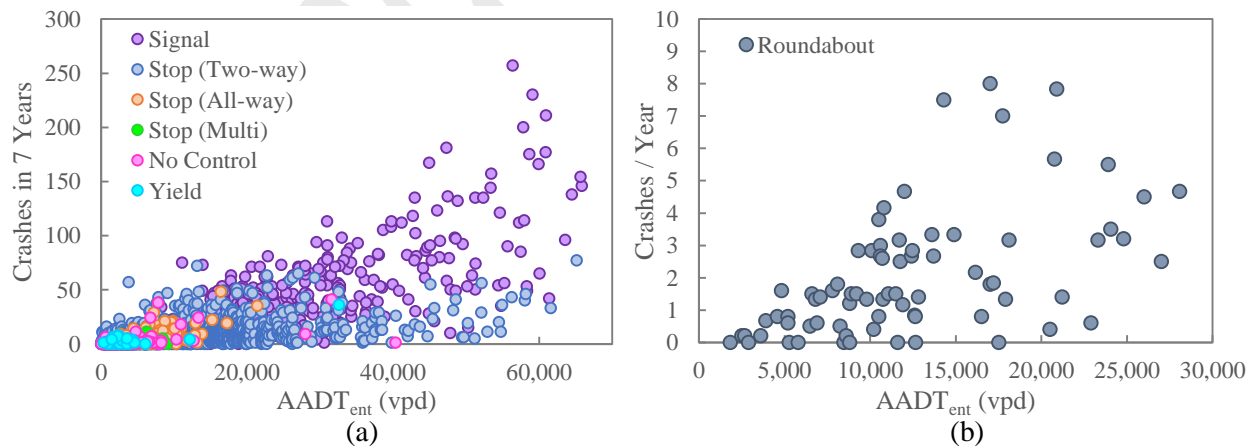 300
250
200
150
100
50
0
Crashes in 7 Years
Signal
Stop (Two-way)
Stop (All-way)
Stop (Multi)
No Control
Yield
0 20,000 40,000 60,000
AADTent (vpd)
(a)
10
9
8
7
6
5
4
3
2
1
0
Crashes / Year
Roundabout
0 5,000 10,000 15,000 20,000 25,000 30,000
AADTent (vpd)
(b)